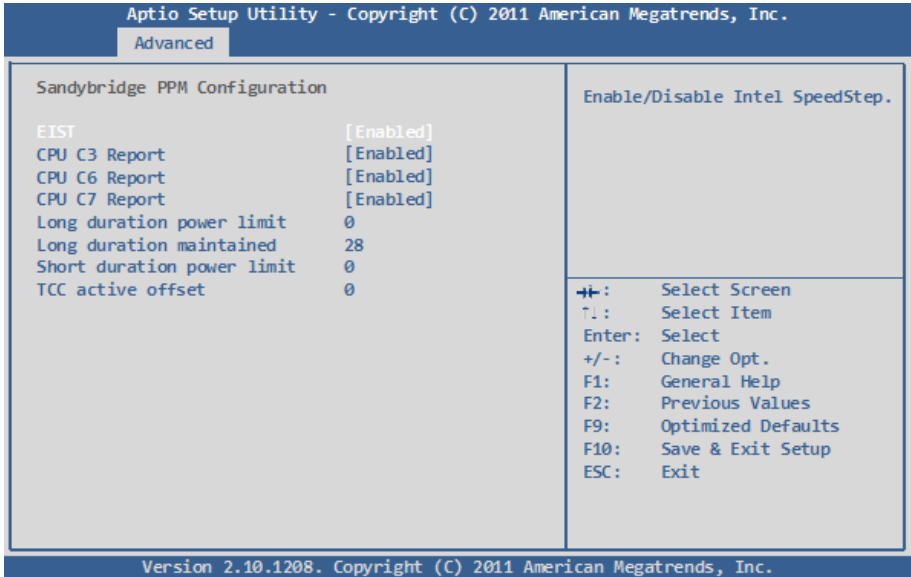 Aptio Setup Utility - Copyright (C) 2011 American Megatrends, Inc.
Advanced
Sandybridge PPM Configuration
EIST [Enabled]
CPU C3 Report [Enabled]
CPU C6 Report [Enabled]
CPU C7 Report [Enabled]
Long duration power limit 0
Long duration maintained 28
Short duration power limit 0
TCC active offset 0
Enable/Disable Intel SpeedStep.
→←: Select Screen
↑↓: Select Item
Enter: Select
+/-: Change Opt.
F1: General Help
F2: Previous Values
F9: Optimized Defaults
F10: Save & Exit Setup
ESC: Exit
Version 2.10.1208. Copyright (C) 2011 American Megatrends, Inc.